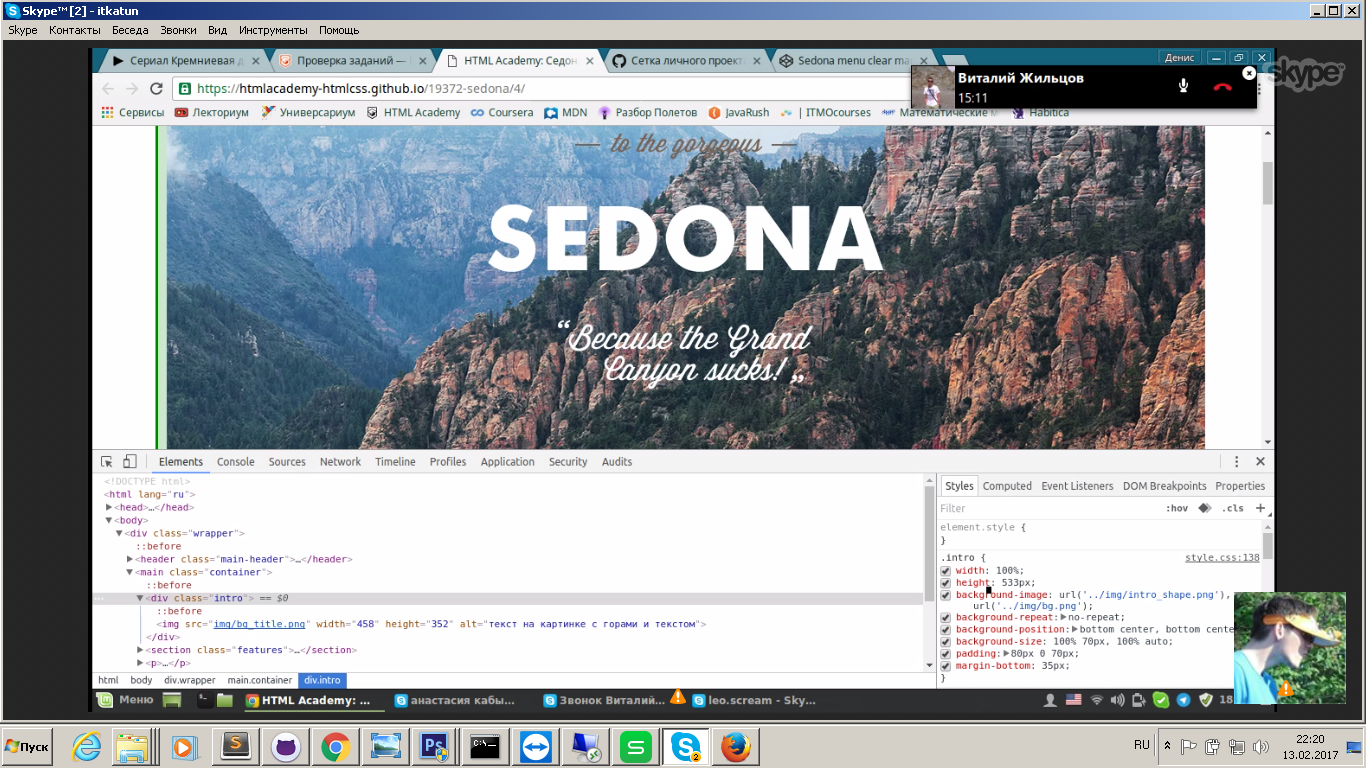 Skype™ [2] - itkatun
Skype Контакты Беседа Звонки Вид Инструменты Помощь
Сериал Кремниевая д
Проверка заданий —
HTML Academy: Седон
Сетка личного проект
Sedona menu clear ma
Денис
skype
https://htmlacademy-htmlcss.github.io/19372-sedona/4/
Виталий Жильцов
15:11
Сервисы Лекториум Универсариум HTML Academy Coursera MDN Разбор Полетов JavaRush | ITMOcourses Математические Habitica
to the gorgeous
SEDONA
“Because the Grand
Canyon sucks! „
Elements Console Sources Network Timeline Profiles Application Security Audits
<!DOCTYPE html>
<html lang="ru">
<head>…</head>
<body>
<div class="wrapper">
::before
<header class="main-header">…</header>
<main class="container">
::before
<div class="intro"> == $0
::before
<img src="img/bg_title.png" width="458" height="352" alt="текст на картинке с горами и текстом">
</div>
<section class="features">…</section>
<p>…</p>
html body div.wrapper main.container div.intro
Styles Computed Event Listeners DOM Breakpoints Properties
Filter :hov .cls +
element.style {
}
.intro { style.css:138
width: 100%;
height: 533px;
background-image: url('../img/intro_shape.png'),
url('../img/bg.png');
background-repeat: no-repeat;
background-position: bottom center, bottom cente
background-size: 100% 70px, 100% auto;
padding: 80px 0 70px;
margin-bottom: 35px;
}
Меню HTML Academy: ... анастасия кабы... Звонок Виталий... leo.scream - Sky... 18
Пуск RU 22:20
13.02.2017